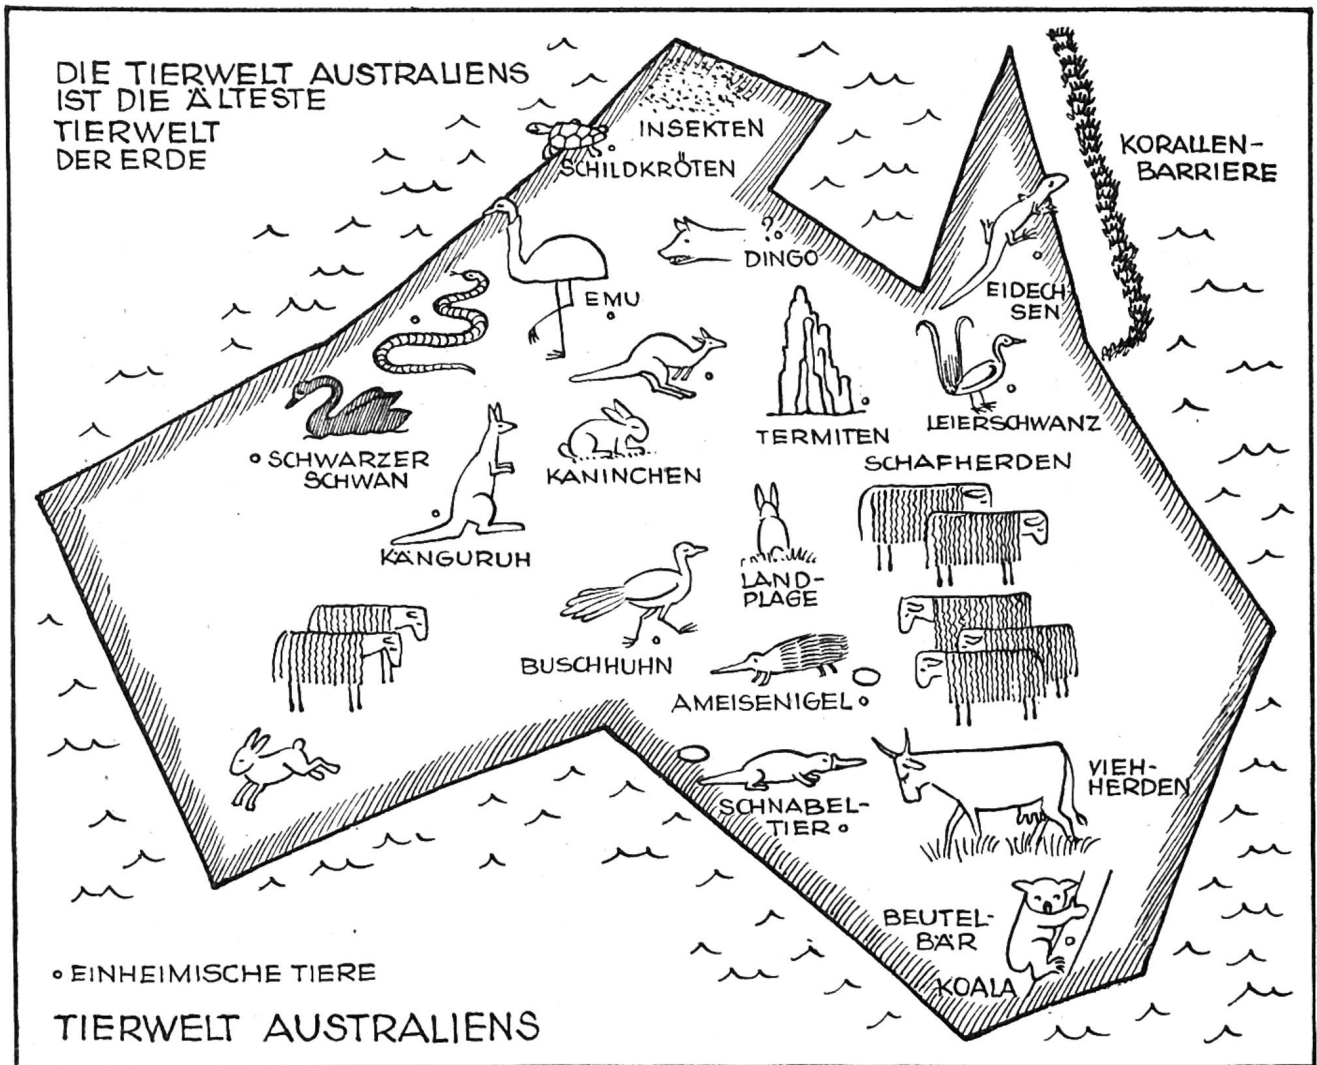 DIE TIERWELT AUSTRALIENS
IST DIE ÄLTESTE
TIERWELT
DER ERDE
INSEKTEN
SCHILDKRÖTEN
KORALLEN-
BARRIERE
?
DINGO
EMU
EIDECH-
SEN
TERMITEN
LEIERSCHWANZ
SCHWARZER
SCHWAN
KANINCHEN
SCHAFHERDEN
KÄNGURUH
LAND-
PLAGE
BUSCHHUHN
AMEISENIGEL
SCHNABEL-
TIER
VIEH-
HERDEN
BEUTEL-
BÄR
KOALA
EINHEIMISCHE TIERE
TIERWELT AUSTRALIENS